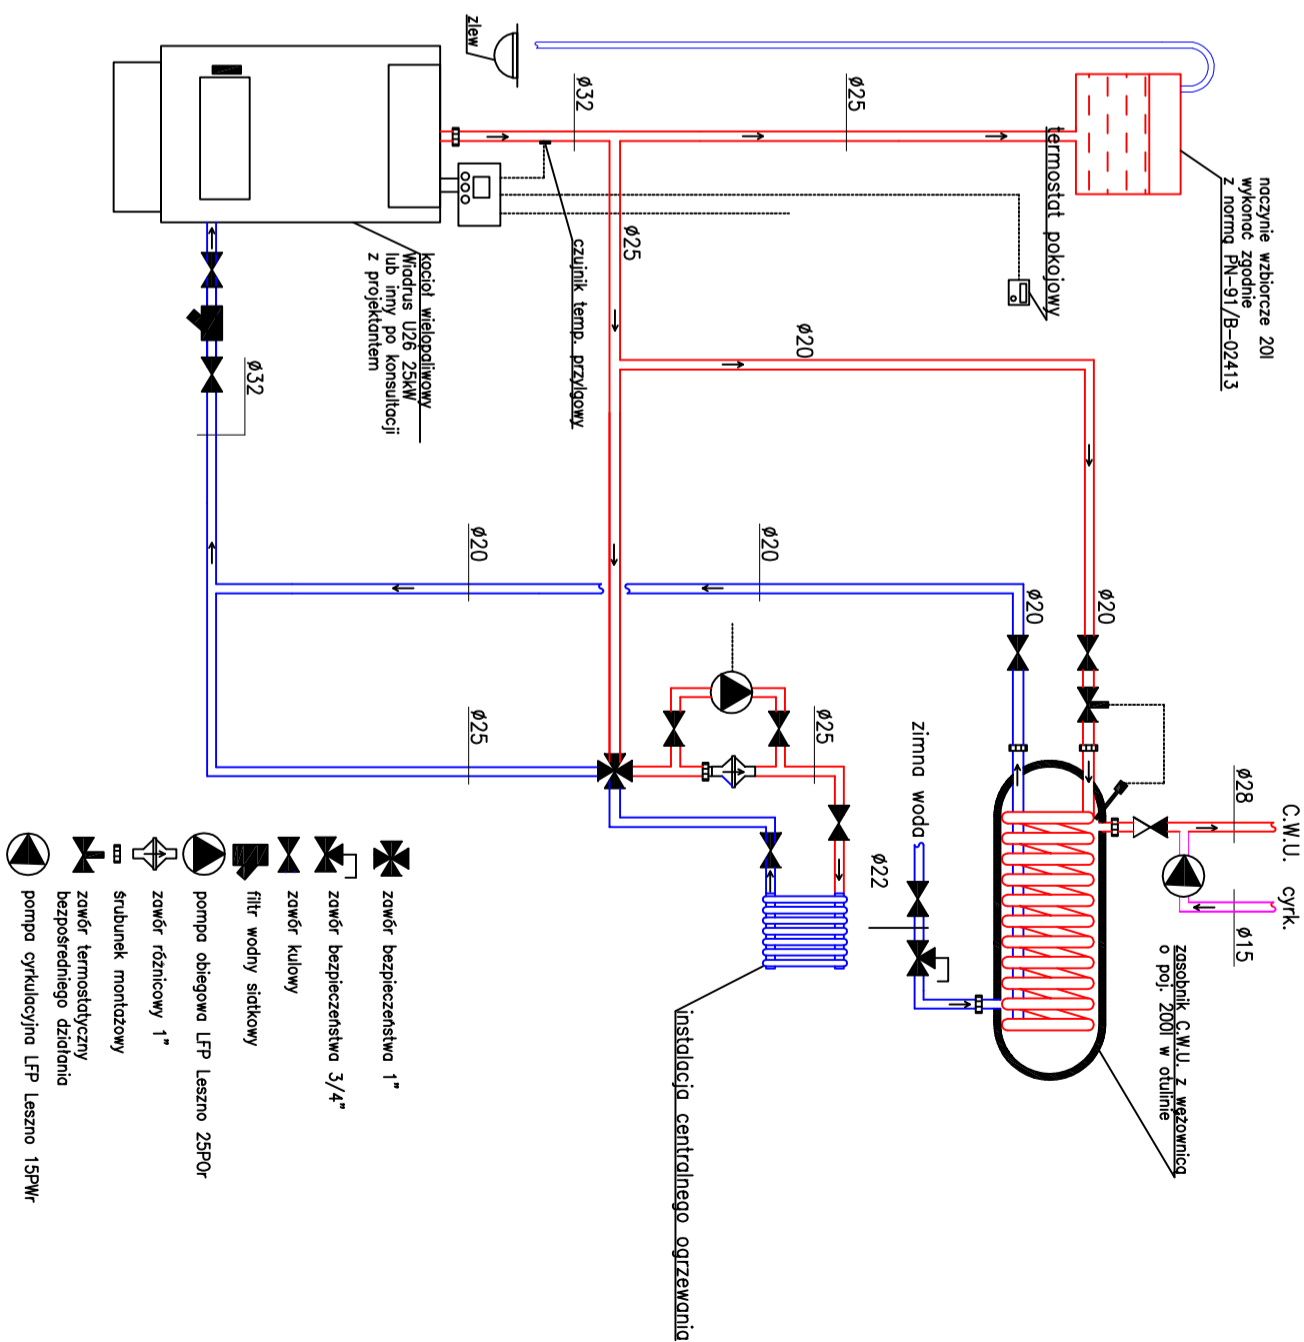 naczynie wzbiorcze 20l
wykonać zgodnie
z normą PN-91/B-02413
termostat pokojowy
zlew
ø32
ø25
ø25
czujnik temp. przylgowy
kocioł wielopaliwowy
Wiadrus U26 25kW
lub inny po konsultacji
z projektantem
ø32
ø20
ø20
ø20
ø20
ø20
ø25
ø25
zimna woda
ø22
C.W.U.
cyrk.
ø28
ø15
zasobnik C.W.U. z wężownicą
o poj. 200l w otulinie
instalacja centralnego ogrzewania
zawór bezpieczeństwa 1"
zawór bezpieczeństwa 3/4"
zawór kulowy
filtr wodny siatkowy
pompa obiegowa LFP Leszno 25POr
zawór różnicowy 1"
śrubunek montażowy
zawór termostatyczny
bezpośredniego działania
pompa cyrkulacyjna LFP Leszno 15PWr